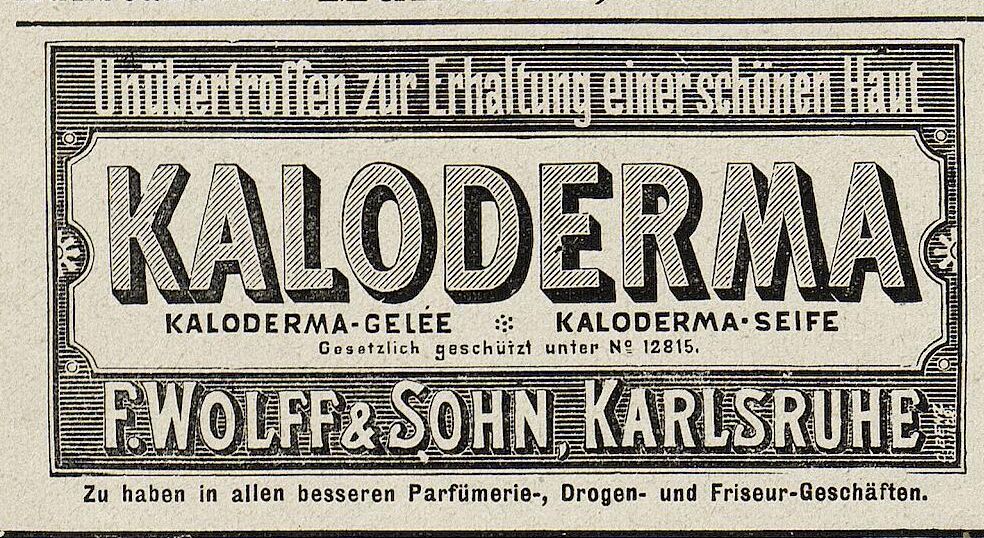 Unübertroffen zur Erhaltung einer schönen Haut
KALODERMA
KALODERMA-GELÉE KALODERMA-SEIFE
Gesetzlich geschützt unter No 12815.
F. WOLFF & SOHN, KARLSRUHE
Zu haben in allen besseren Parfümerie-, Drogen- und Friseur-Geschäften.